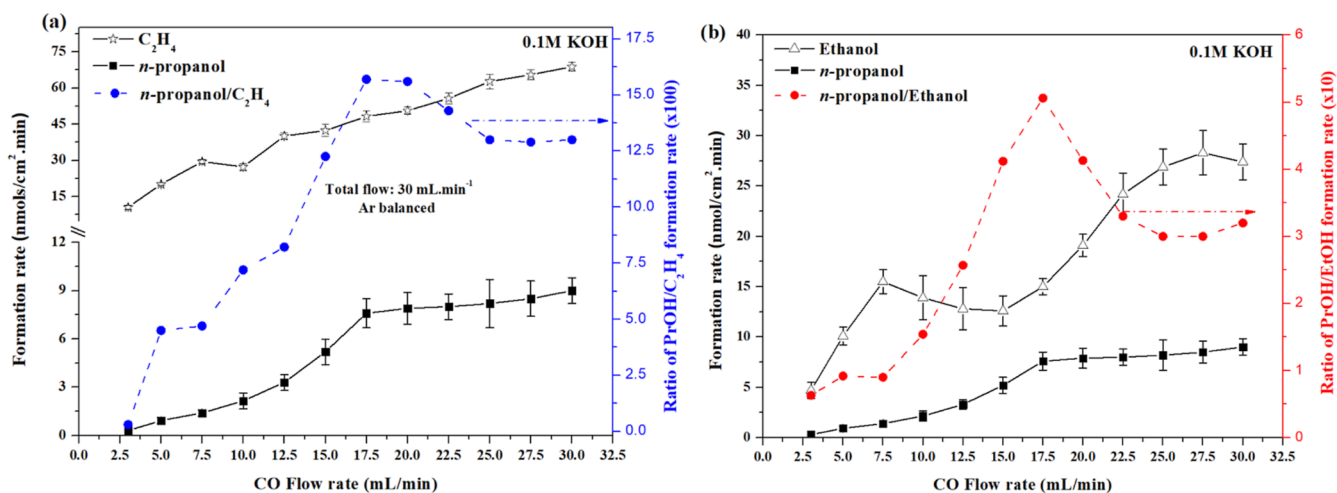 (a)
C₂H₄
n-propanol
n-propanol/C₂H₄
0.1M KOH
Total flow: 30 mL.min⁻¹
Ar balanced
75
60
45
30
15
12
9
6
3
0
Formation rate (nmols/cm².min)
17.5
15.0
12.5
10.0
7.5
5.0
2.5
0.0
Ratio of PrOH/C₂H₄ formation rate (x100)
0.0 2.5 5.0 7.5 10.0 12.5 15.0 17.5 20.0 22.5 25.0 27.5 30.0 32.5
CO Flow rate (mL/min)
(b)
Ethanol
n-propanol
n-propanol/Ethanol
0.1M KOH
40
35
30
25
20
15
10
5
0
Formation rate (nmol/cm².min)
6
5
4
3
2
1
0
Ratio of PrOH/EtOH formation rate (x10)
0.0 2.5 5.0 7.5 10.0 12.5 15.0 17.5 20.0 22.5 25.0 27.5 30.0 32.5
CO Flow rate (mL/min)